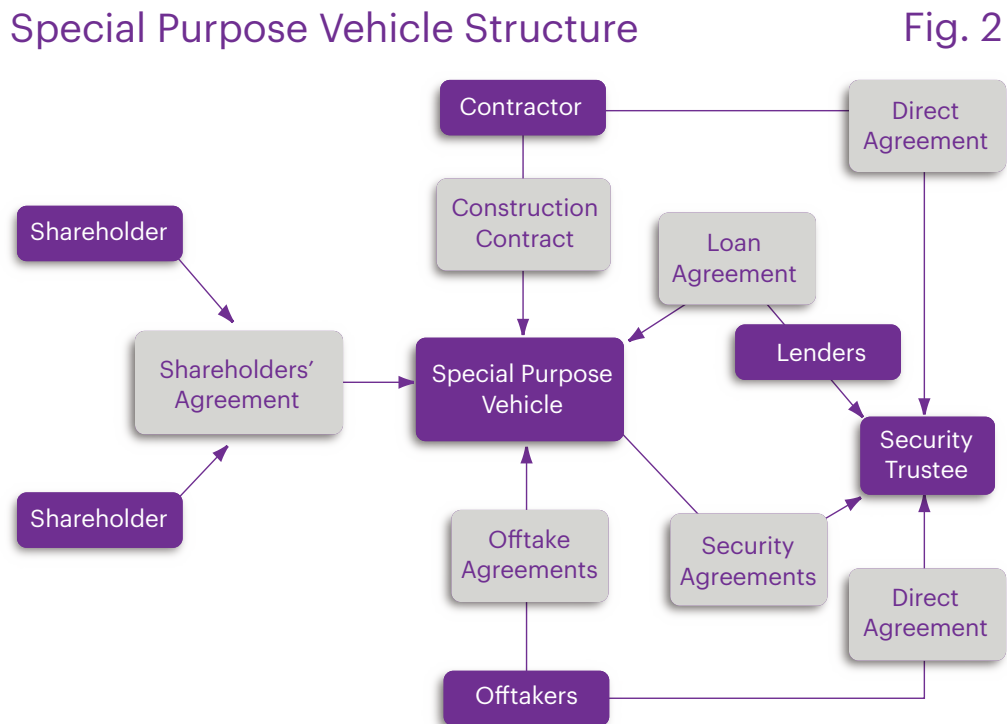 Special Purpose Vehicle Structure
Fig. 2
Contractor
Direct
Agreement
Construction
Contract
Shareholder
Loan
Agreement
Lenders
Shareholders’
Agreement
Special Purpose
Vehicle
Security
Trustee
Shareholder
Offtake
Agreements
Security
Agreements
Direct
Agreement
Offtakers